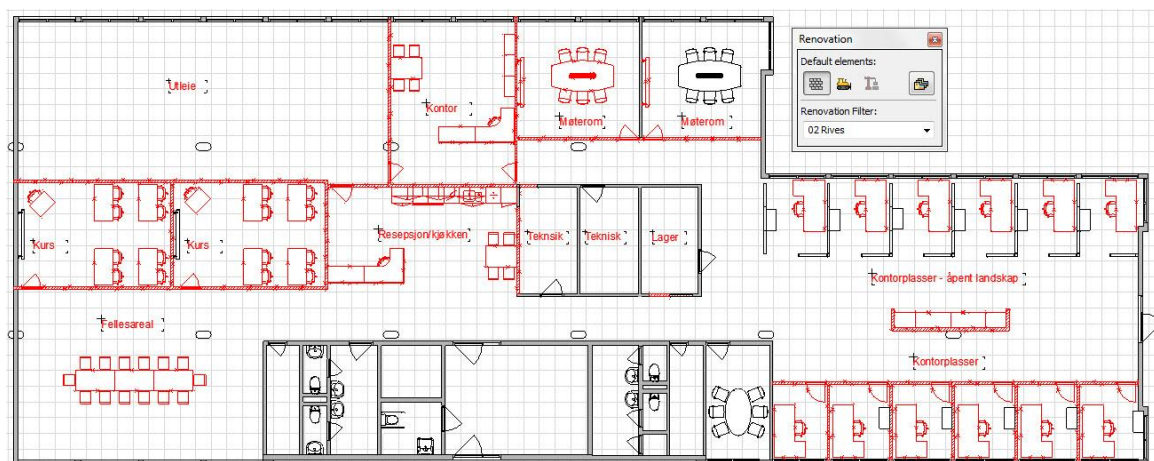 Renovation
Default elements:
Renovation Filter:
02 Rives
Utleie
Kontor
Møterom
Møterom
Kurs
Kurs
Resepsjon/kjøkken
Teknsik
Teknisk
Lager
Kontorplasser - åpent landskap
Fellesareal
Kontorplasser